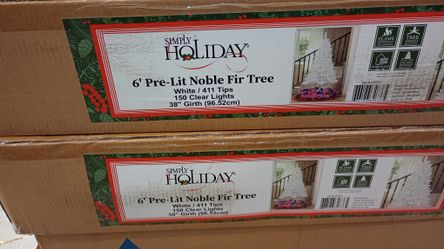 SIMPLY
HOLIDAY
6' Pre-Lit Noble Fir Tree
White / 411 Tips
150 Clear Lights
38" Girth (96.52cm)
SIMPLY
HOLIDAY
6' Pre-Lit Noble Fir Tree
White / 411 Tips
150 Clear Lights
38" Girth (96.52cm)